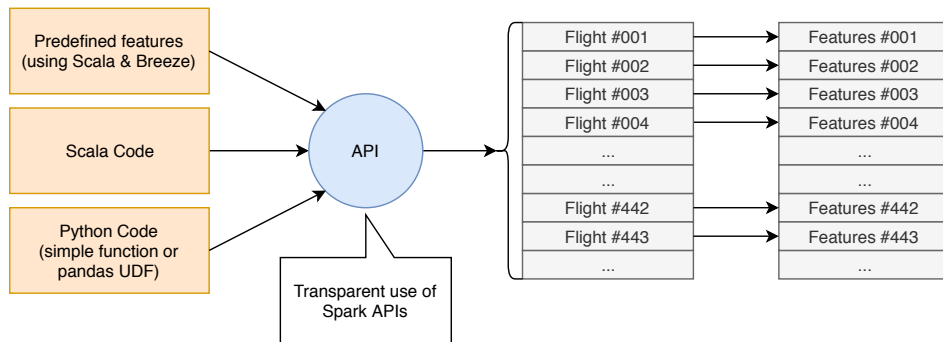 Predefined features
(using Scala & Breeze)
Scala Code
Python Code
(simple function or
pandas UDF)
API
Transparent use of
Spark APIs
Flight #001
Features #001
Flight #002
Features #002
Flight #003
Features #003
Flight #004
Features #004
...
...
...
...
Flight #442
Features #442
Flight #443
Features #443
...
...